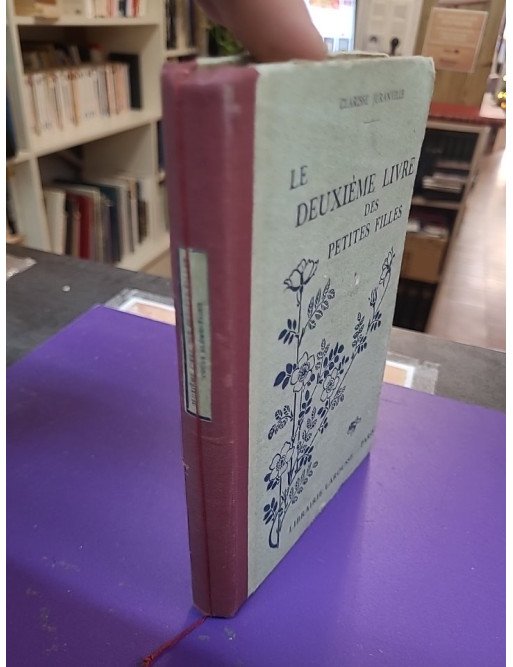 CLARISSE JURANVILLE
LE
DEUXIÈME LIVRE
DES
PETITES FILLES
LIBRAIRIE LAROUSSE - PARIS